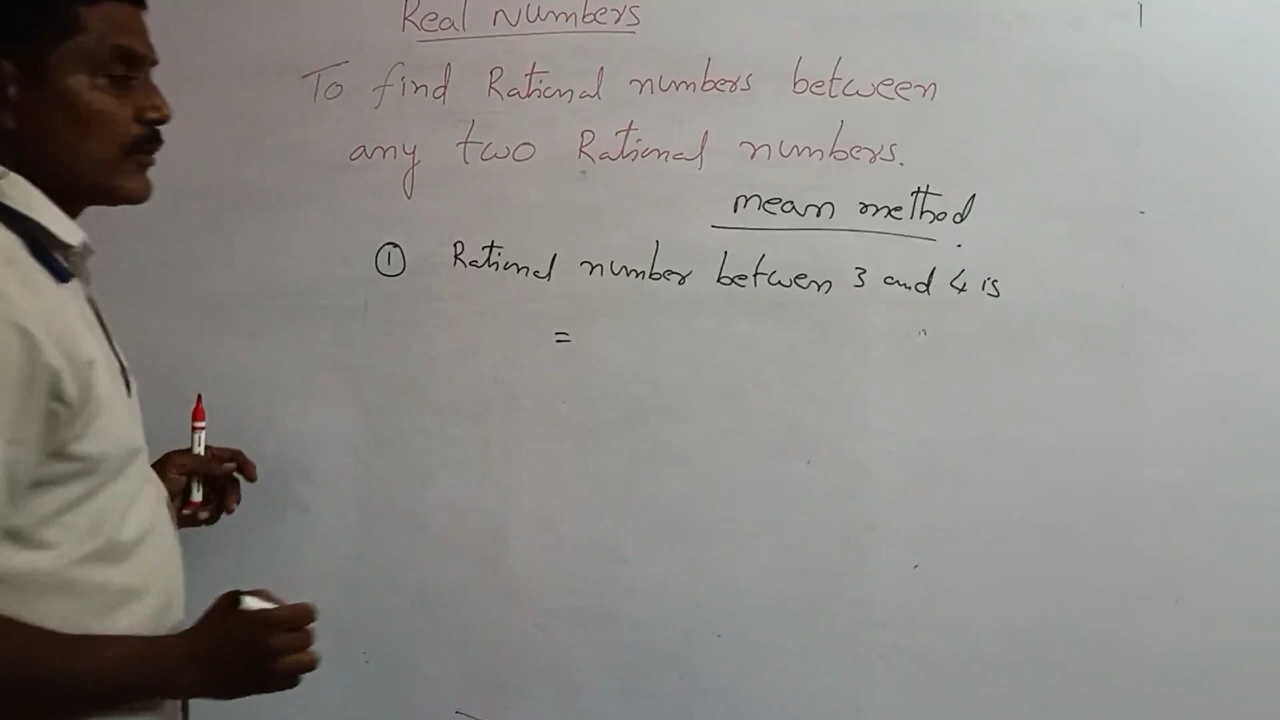 Real Numbers
To find Rational numbers between
any two Rational numbers.
mean method
① Rational number betwen 3 and 4 is
=